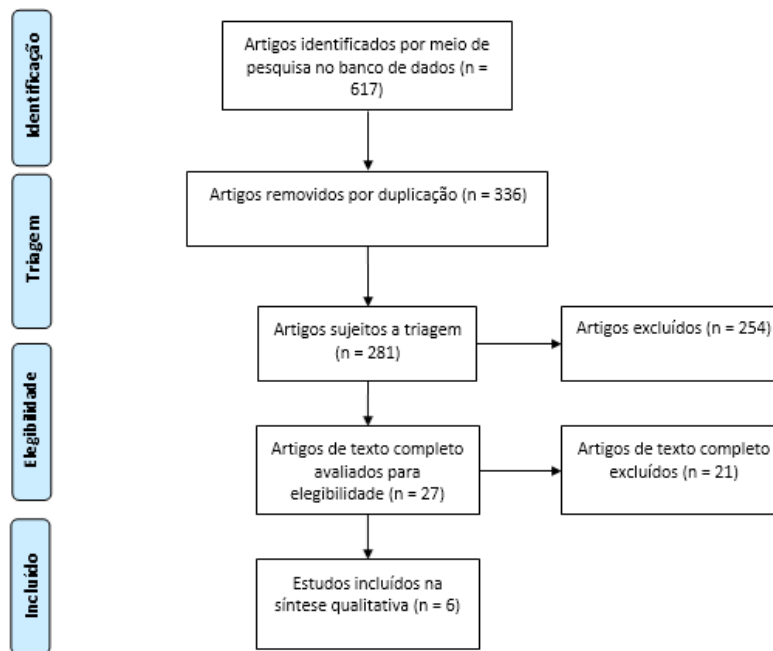 Identificação
Artigos identificados por meio de
pesquisa no banco de dados (n =
617)
Triagem
Artigos removidos por duplicação (n = 336)
Artigos sujeitos a triagem
(n = 281)
Artigos excluídos (n = 254)
Elegibilidade
Artigos de texto completo
avaliados para
elegibilidade (n = 27)
Artigos de texto completo
excluídos (n = 21)
Incluído
Estudos incluídos na
síntese qualitativa (n = 6)